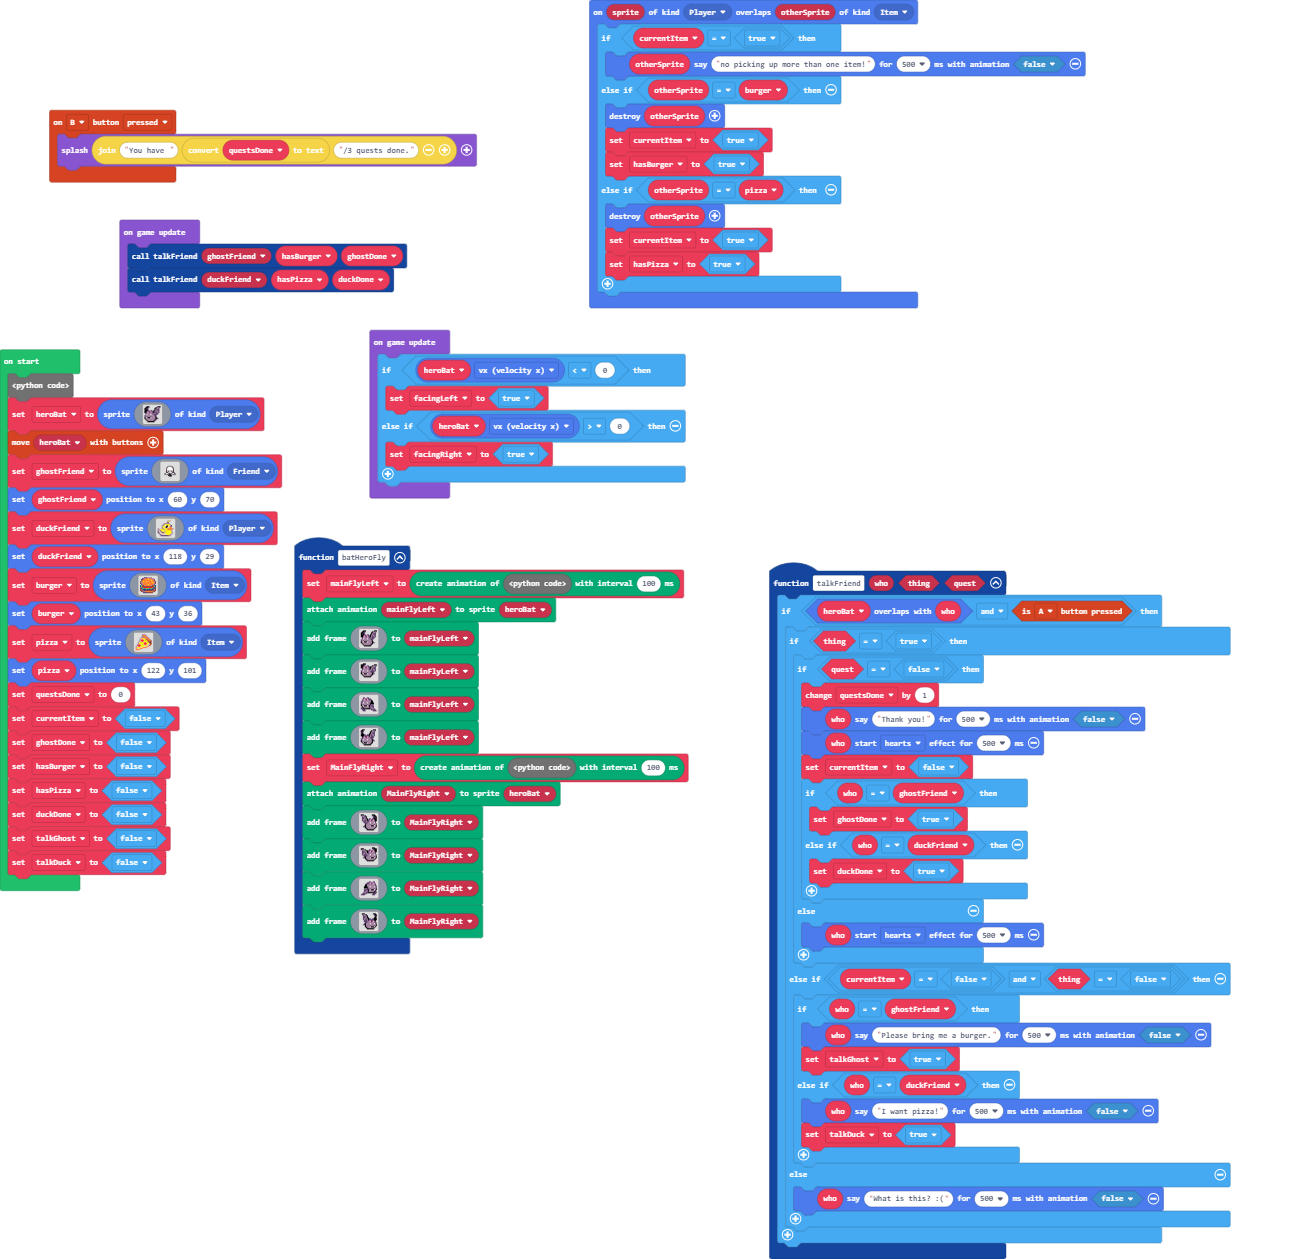 on sprite of kind Player overlaps otherSprite of kind Item
if currentItem = true then
otherSprite say "no picking up more than one item!" for 500 ms with animation false
else if otherSprite = burger then
destroy otherSprite
set currentItem to true
set hasBurger to true
else if otherSprite = pizza then
destroy otherSprite
set currentItem to true
set hasPizza to true
on B button pressed
splash join "You have " convert questsDone to text "/3 quests done."
on game update
call talkFriend ghostFriend hasBurger ghostDone
call talkFriend duckFriend hasPizza duckDone
on start
<python code>
set heroBat to sprite of kind Player
move heroBat with buttons
set ghostFriend to sprite of kind Friend
set ghostFriend position to x 60 y 70
set duckFriend to sprite of kind Player
set duckFriend position to x 118 y 29
set burger to sprite of kind Item
set burger position to x 43 y 36
set pizza to sprite of kind Item
set pizza position to x 122 y 101
set questsDone to 0
set currentItem to false
set ghostDone to false
set hasBurger to false
set hasPizza to false
set duckDone to false
set talkGhost to false
set talkDuck to false
on game update
if heroBat vx (velocity x) < 0 then
set facingLeft to true
else if heroBat vx (velocity x) > 0 then
set facingRight to true
function batHeroFly
set mainFlyLeft to create animation of <python code> with interval 100 ms
attach animation mainFlyLeft to sprite heroBat
add frame to mainFlyLeft
add frame to mainFlyLeft
add frame to mainFlyLeft
add frame to mainFlyLeft
set MainFlyRight to create animation of <python code> with interval 100 ms
attach animation MainFlyRight to sprite heroBat
add frame to MainFlyRight
add frame to MainFlyRight
add frame to MainFlyRight
add frame to MainFlyRight
function talkFriend who thing quest
if heroBat overlaps with who and is A button pressed then
if thing = true then
if quest = false then
change questsDone by 1
who say "Thank you!" for 500 ms with animation false
who start hearts effect for 500 ms
set currentItem to false
if who = ghostFriend then
set ghostDone to true
else if who = duckFriend then
set duckDone to true
else
who start hearts effect for 500 ms
else if currentItem = false and thing = false then
if who = ghostFriend then
who say "Please bring me a burger." for 500 ms with animation false
set talkGhost to true
else if who = duckFriend then
who say "I want pizza!" for 500 ms with animation false
set talkDuck to true
else
who say "What is this? :(" for 500 ms with animation false